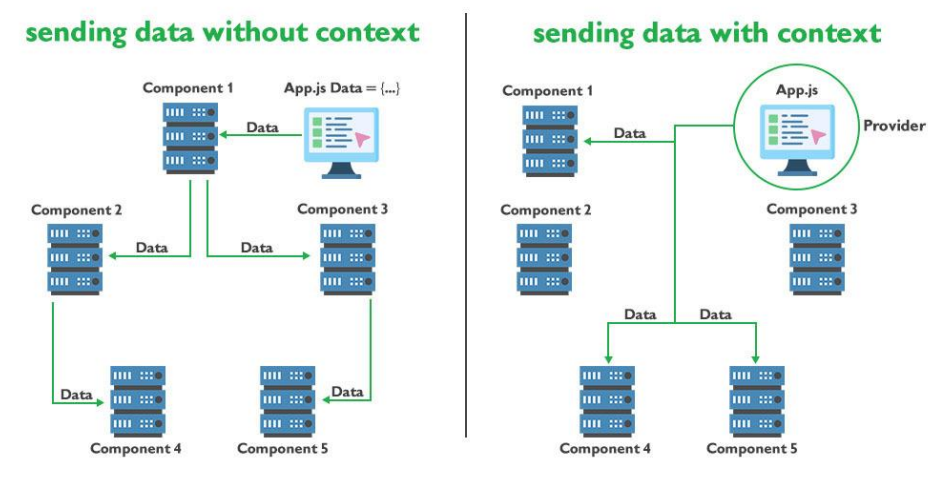 sending data without context
Component 1
App.js Data = {...}
Data
Component 2
Component 3
Data
Data
Data
Data
Component 4
Component 5
sending data with context
Component 1
App.js
Data
Provider
Component 2
Component 3
Data
Data
Component 4
Component 5